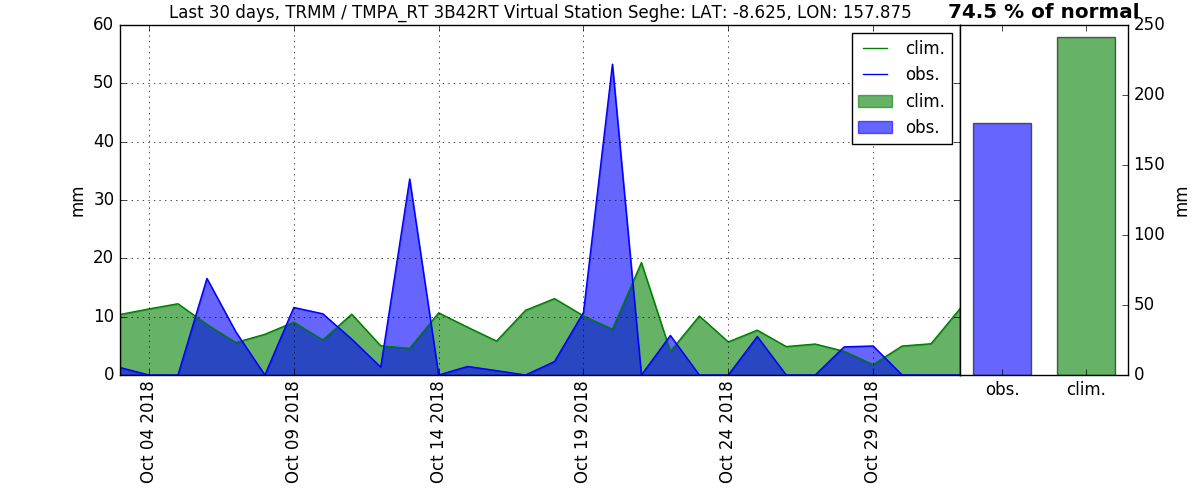 Last 30 days, TRMM / TMPA_RT 3B42RT Virtual Station Seghe: LAT: -8.625, LON: 157.875
74.5 % of normal
60
50
40
30
20
10
0
mm
clim.
obs.
clim.
obs.
Oct 04 2018
Oct 09 2018
Oct 14 2018
Oct 19 2018
Oct 24 2018
Oct 29 2018
250
200
150
100
50
0
mm
obs.
clim.